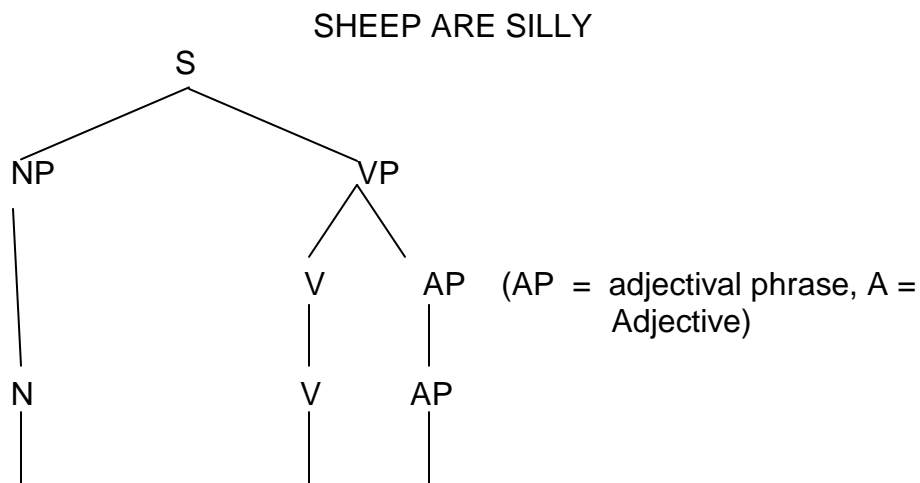 SHEEP ARE SILLY
S
NP VP
V AP (AP = adjectival phrase, A =
Adjective)
N V AP